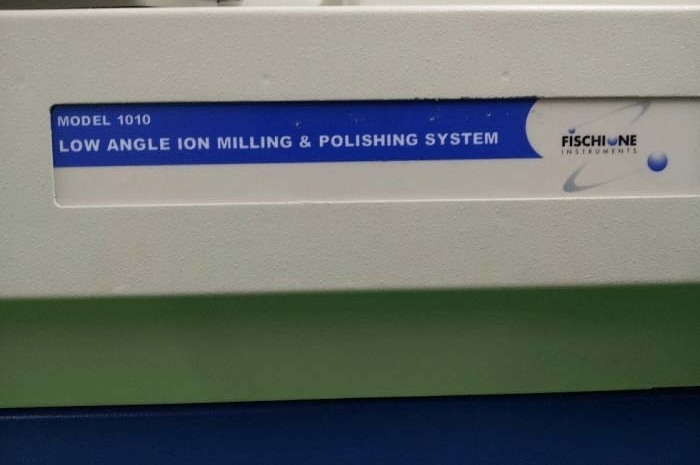 MODEL 1010
LOW ANGLE ION MILLING & POLISHING SYSTEM
FISCHIONE
INSTRUMENTS